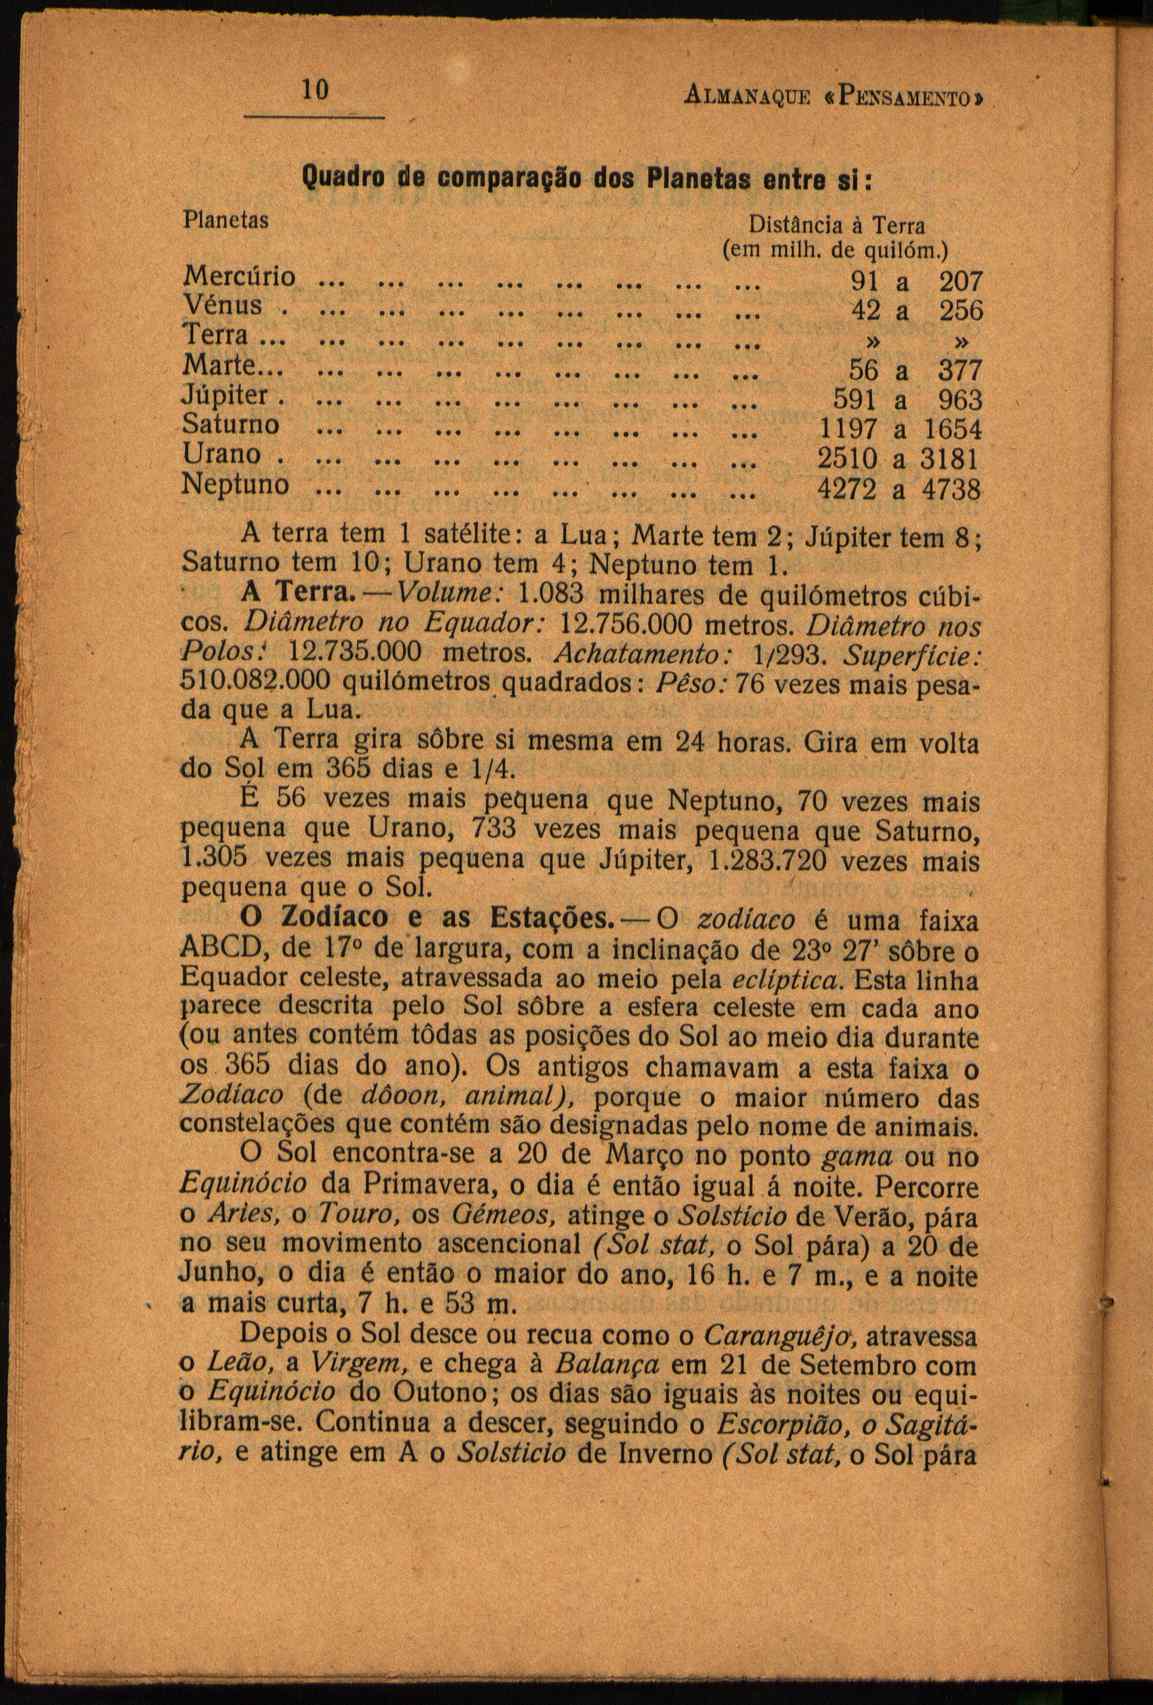 10
ALMANAQUE «PENSAMENTO»
Quadro de comparação dos Planetas entre si:
Planetas
Distância à Terra
(em milh. de quilóm.)
Mercúrio ... ... ... ... ... ... ... ... 91 a 207
Vénus . ... ... ... ... ... ... ... ... 42 a 256
Terra ... ... ... ... ... ... ... ... ... » »
Marte... ... ... ... ... ... ... ... ... 56 a 377
Júpiter . ... ... ... ... ... ... ... ... 591 a 963
Saturno ... ... ... ... ... ... ... ... 1197 a 1654
Urano . ... ... ... ... ... ... ... ... 2510 a 3181
Neptuno ... ... ... ... ... ... ... ... 4272 a 4738
A terra tem 1 satélite: a Lua; Marte tem 2; Júpiter tem 8;
Saturno tem 10; Urano tem 4; Neptuno tem 1.
A Terra.—Volume: 1.083 milhares de quilómetros cúbi-
cos. Diâmetro no Equador: 12.756.000 metros. Diâmetro nos
Polos: 12.735.000 metros. Achatamento: 1/293. Superfície:
510.082.000 quilómetros quadrados: Pêso: 76 vezes mais pesa-
da que a Lua.
A Terra gira sôbre si mesma em 24 horas. Gira em volta
do Sol em 365 dias e 1/4.
É 56 vezes mais pequena que Neptuno, 70 vezes mais
pequena que Urano, 733 vezes mais pequena que Saturno,
1.305 vezes mais pequena que Júpiter, 1.283.720 vezes mais
pequena que o Sol.
O Zodíaco e as Estações.—O zodíaco é uma faixa
ABCD, de 17º de largura, com a inclinação de 23º 27’ sôbre o
Equador celeste, atravessada ao meio pela eclíptica. Esta linha
parece descrita pelo Sol sôbre a esfera celeste em cada ano
(ou antes contém tôdas as posições do Sol ao meio dia durante
os 365 dias do ano). Os antigos chamavam a esta faixa o
Zodíaco (de dôoon, animal), porque o maior número das
constelações que contém são designadas pelo nome de animais.
O Sol encontra-se a 20 de Março no ponto gama ou no
Equinócio da Primavera, o dia é então igual á noite. Percorre
o Aries, o Touro, os Gémeos, atinge o Solstício de Verão, pára
no seu movimento ascencional (Sol stat, o Sol pára) a 20 de
Junho, o dia é então o maior do ano, 16 h. e 7 m., e a noite
a mais curta, 7 h. e 53 m.
Depois o Sol desce ou recua como o Caranguêjo, atravessa
o Leão, a Virgem, e chega à Balança em 21 de Setembro com
o Equinócio do Outono; os dias são iguais às noites ou equi-
libram-se. Continua a descer, seguindo o Escorpião, o Sagitá-
rio, e atinge em A o Solsticio de Inverno (Sol stat, o Sol pára